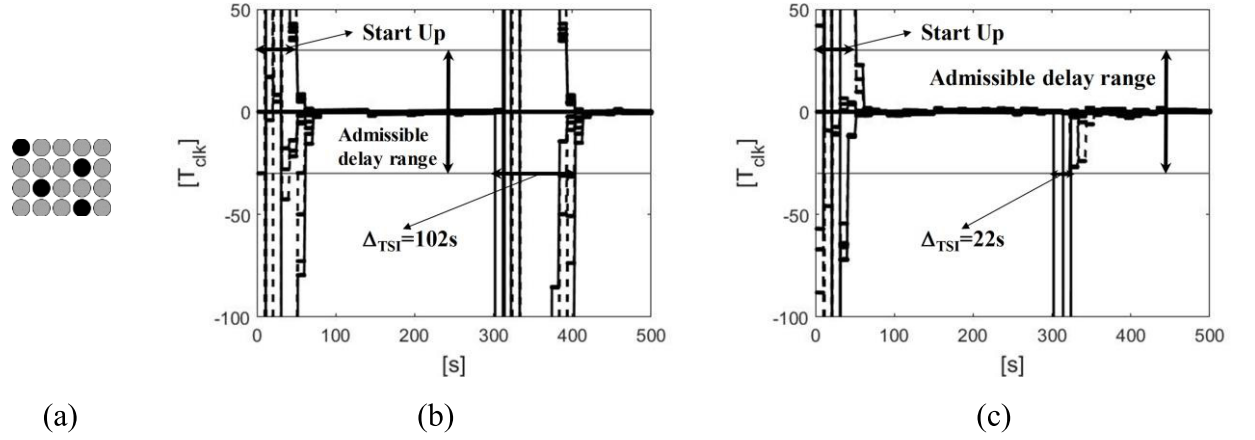 50
Start Up
0
Admissible
delay range
-50
Δ_TSI=102s
-100
0 100 200 300 400 500
[T_clk]
[s]
50
Start Up
Admissible delay range
0
-50
Δ_TSI=22s
-100
0 100 200 300 400 500
[T_clk]
[s]
(a) (b) (c)